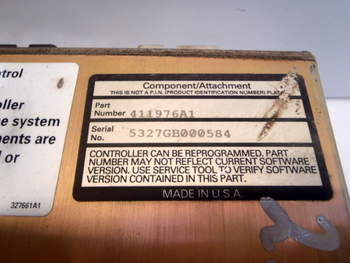 ntrol
oller
he system
nents are
l or
327661A1
Component/Attachment
THIS IS NOT A P.I.N. (PRODUCT IDENTIFICATION NUMBER) PLATE
Part
Number 411976A1
Serial
No. 5327GB000584
CONTROLLER CAN BE REPROGRAMMED. PART
NUMBER MAY NOT REFLECT CURRENT SOFTWARE
VERSION. USE SERVICE TOOL TO VERIFY SOFTWARE
VERSION CONTAINED IN THIS PART.
MADE IN U.S.A.